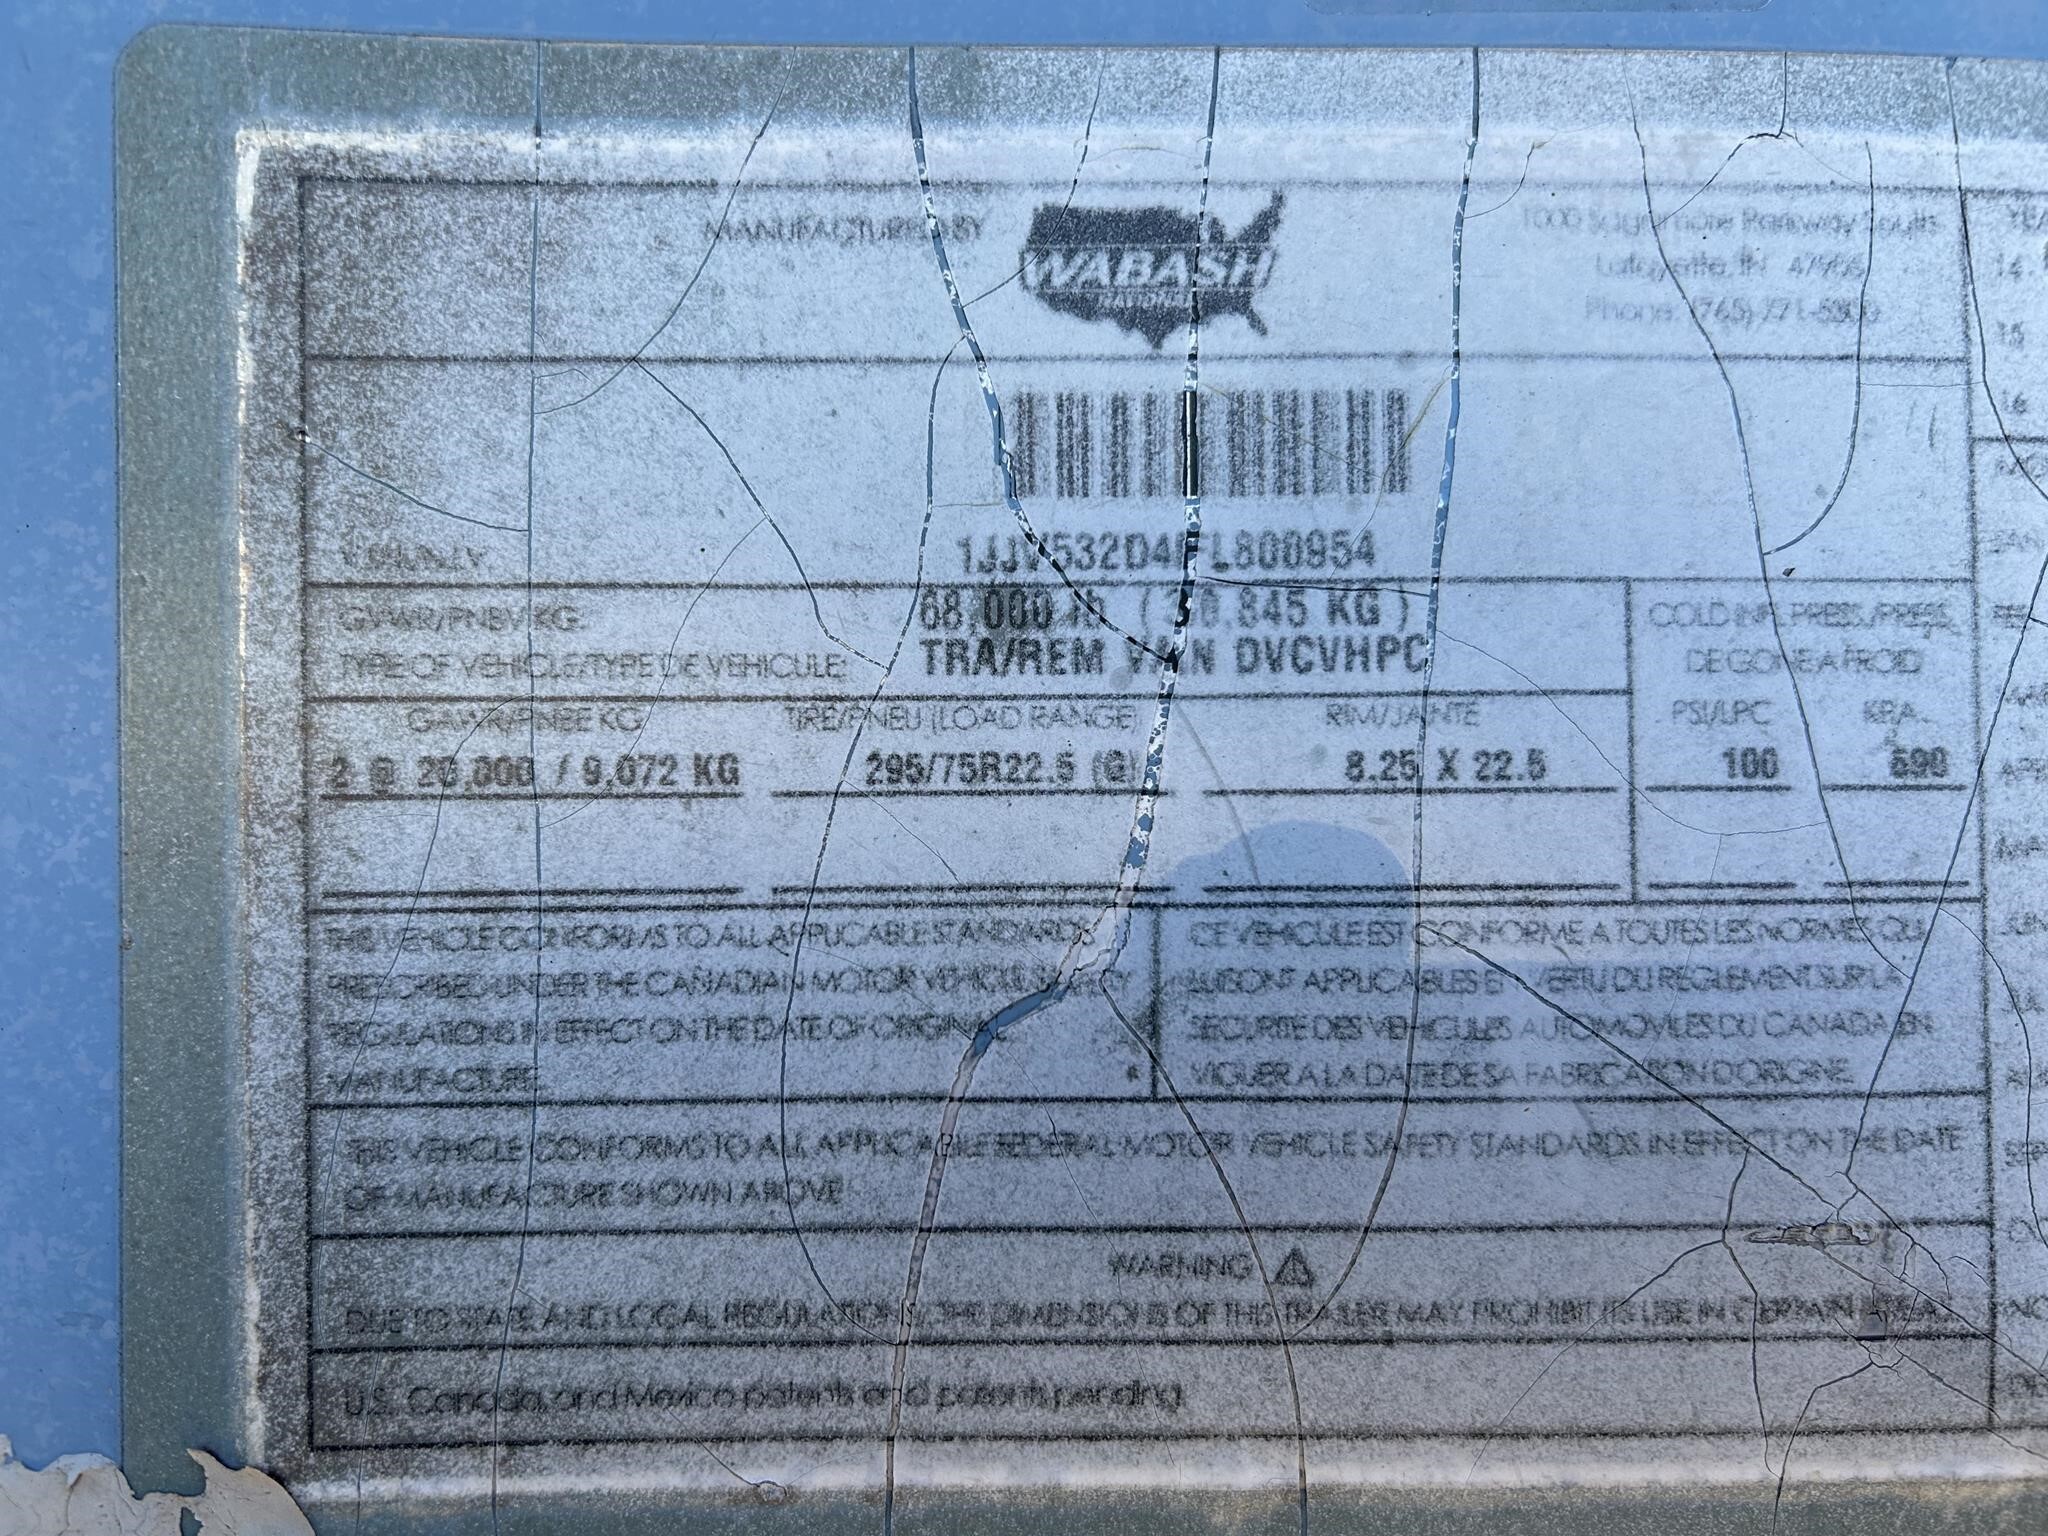 MANUFACTURED BY
WABASH
NATIONAL
1000 Sagamore Parkway South
Lafayette, IN 47905
Phone: (765) 771-5300
14
15
16
V.I.N./N.I.V.
68,000 lb (30,845 KG)
GVWR/PNBV KG:
TYPE OF VEHICLE/TYPE DE VEHICULE: TRA/REM VAN DVCVHPC
COLD INFL. PRESS./PRESS.
DE GONF. A FROID
GAWR/PNBE KG TIRE/PNEU (LOAD RANGE) RIM/JANTE PSI/LPC KPA
2 @ 20,000 / 9,072 KG 295/75R22.5 (G) 8.25 X 22.5 100 690
THIS VEHICLE CONFORMS TO ALL APPLICABLE STANDARDS
PRESCRIBED UNDER THE CANADIAN MOTOR VEHICLE SAFETY
REGULATIONS IN EFFECT ON THE DATE OF ORIGINAL
MANUFACTURE.
CE VEHICULE EST CONFORME A TOUTES LES NORMES QUI
LUI SONT APPLICABLES EN VERTU DU REGLEMENT SUR LA
SECURITE DES VEHICULES AUTOMOVILES DU CANADA EN
VIGUER A LA DATE DE SA FABRICATION D'ORIGINE.
THIS VEHICLE CONFORMS TO ALL APPLICABLE FEDERAL MOTOR VEHICLE SAFETY STANDARDS IN EFFECT ON THE DATE
OF MANUFACTURE SHOWN ABOVE
WARNING
DUE TO STATE AND LOCAL REGULATIONS, THE DIMENSIONS OF THIS TRAILER MAY PROHIBIT ITS USE IN CERTAIN AREAS.
U.S., Canada, and Mexico patents and patents pending.